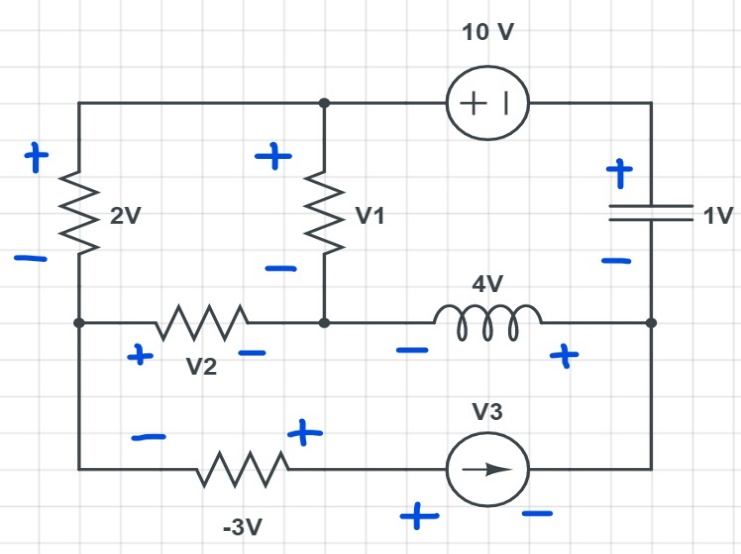 10 V
+ −
+ + +
2V V1 1V
− − −
4V
+ V2 − − +
V3
− +
-3V + −